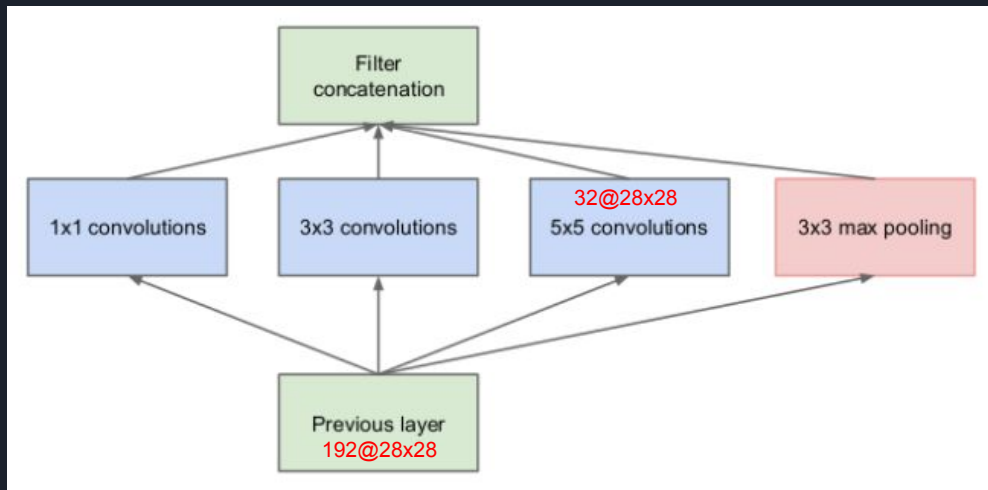 Filter
concatenation
1x1 convolutions
3x3 convolutions
32@28x28
5x5 convolutions
3x3 max pooling
Previous layer
192@28x28